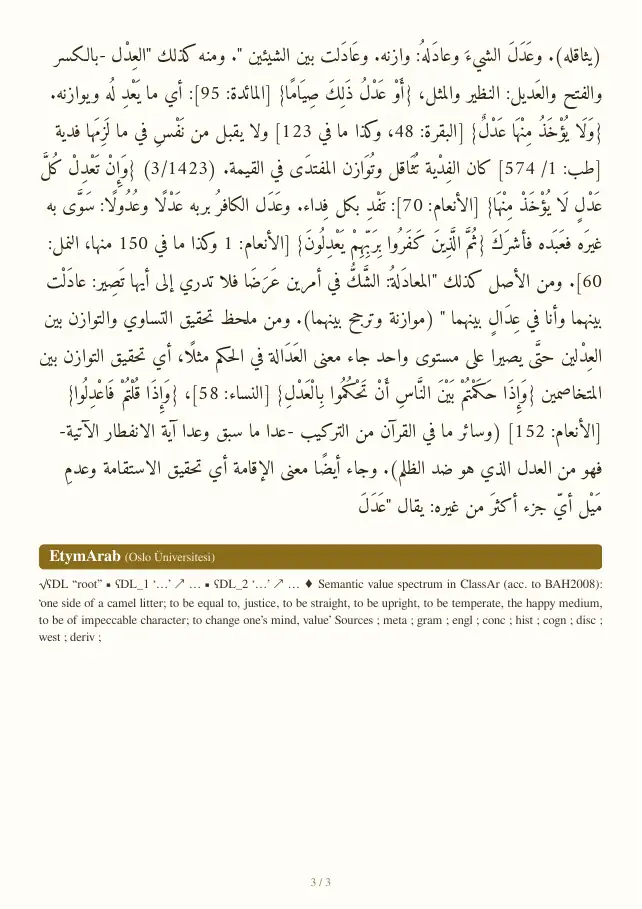 (يثاقله). وعَدَلَ الشيءَ وعادَلهُ: وازنه. وعَادَلت بين الشيئين ". ومنه كذلك "العِدْل -بالكسر
والفتح والعَديل: النظير والمثل، {أَوْ عَدْلُ ذَلِكَ صِيَامًا} [المائدة: 95]: أي ما يَعْدِ لُه ويوازنه.
{وَلَا يُؤْخَذُ مِنْهَا عَدْلٌ} [البقرة: 48، وكذا ما في 123] ولا يقبل من نَفْسٍ في ما لَزِمَها فدية
[طب: 1/ 574] كان الفِدْية تُثَاقل وتُوَازن المفتدَى في القيمة. (3/1423) {وَإِنْ تَعْدِلْ كُلَّ
عَدْلٍ لَا يُؤْخَذْ مِنْهَا} [الأنعام: 70]: تَفْدِ بكل فِداء. وعَدَل الكافرُ بربه عَدْلًا وعُدُولًا: سَوَّى به
غيرَه فعَبَده فأشرَكَ {ثُمَّ الَّذِينَ كَفَرُوا بِرَبِّهِمْ يَعْدِلُونَ} [الأنعام: 1 وكذا ما في 150 منها، النمل:
60]. ومن الأصل كذلك "المعادَلَةُ: الشَّكُّ في أمرين عَرَضَا فلا تدري إلى أيها تَصِير: عادَلْت
بينهما وأنا في عِدَالٍ بينهما " (موازنة وترجح بينهما). ومن ملحظ تحقيق التساوي والتوازن بين
العِدْلين حتَّى يصيرا على مستوى واحد جاء معنى العَدَالة في الحكم مثلًا، أي تحقيق التوازن بين
المتخاصمين {وَإِذَا حَكَمْتُمْ بَيْنَ النَّاسِ أَنْ تَحْكُمُوا بِالْعَدْلِ} [النساء: 58]، {وَإِذَا قُلْتُمْ فَاعْدِلُوا}
[الأنعام: 152] (وسائر ما في القرآن من التركيب -عدا ما سبق وعدا آية الانفطار الآتية-
فهو من العدل الذي هو ضد الظلم). وجاء أيضًا معنى الإقامة أي تحقيق الاستقامة وعدمِ
مَيْل أيّ جزء أكثرَ من غيره: يقال "عَدَلَ
EtymArab (Oslo Üniversitesi)
√ʕDL “root” ▪ ʕDL_1 ‘…’ ↗ … ▪ ʕDL_2 ‘…’ ↗ … ♦ Semantic value spectrum in ClassAr (acc. to BAH2008):
‘one side of a camel litter; to be equal to, justice, to be straight, to be upright, to be temperate, the happy medium,
to be of impeccable character; to change one’s mind, value’ Sources ; meta ; gram ; engl ; conc ; hist ; cogn ; disc ;
west ; deriv ;
3 / 3